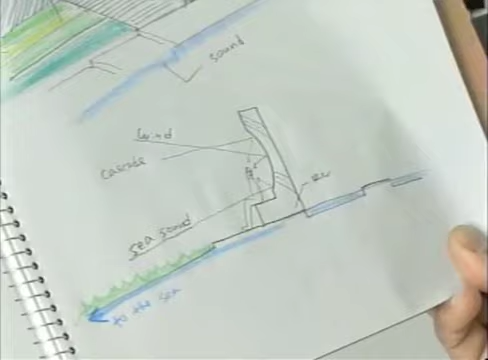 sound
wind
cascade
sea sound
to the sea